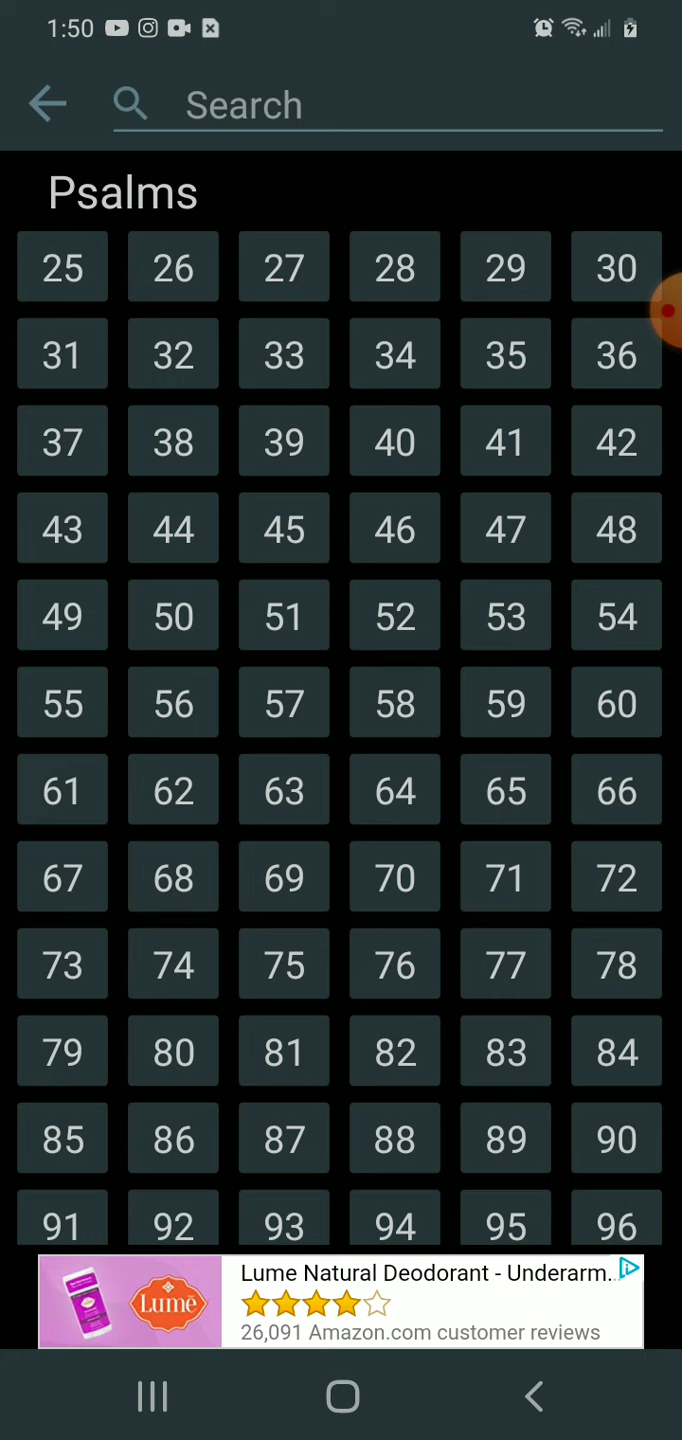 1:50
Search
Psalms
25 26 27 28 29 30
31 32 33 34 35 36
37 38 39 40 41 42
43 44 45 46 47 48
49 50 51 52 53 54
55 56 57 58 59 60
61 62 63 64 65 66
67 68 69 70 71 72
73 74 75 76 77 78
79 80 81 82 83 84
85 86 87 88 89 90
91 92 93 94 95 96
Lumē
Lume Natural Deodorant - Underarm...
26,091 Amazon.com customer reviews